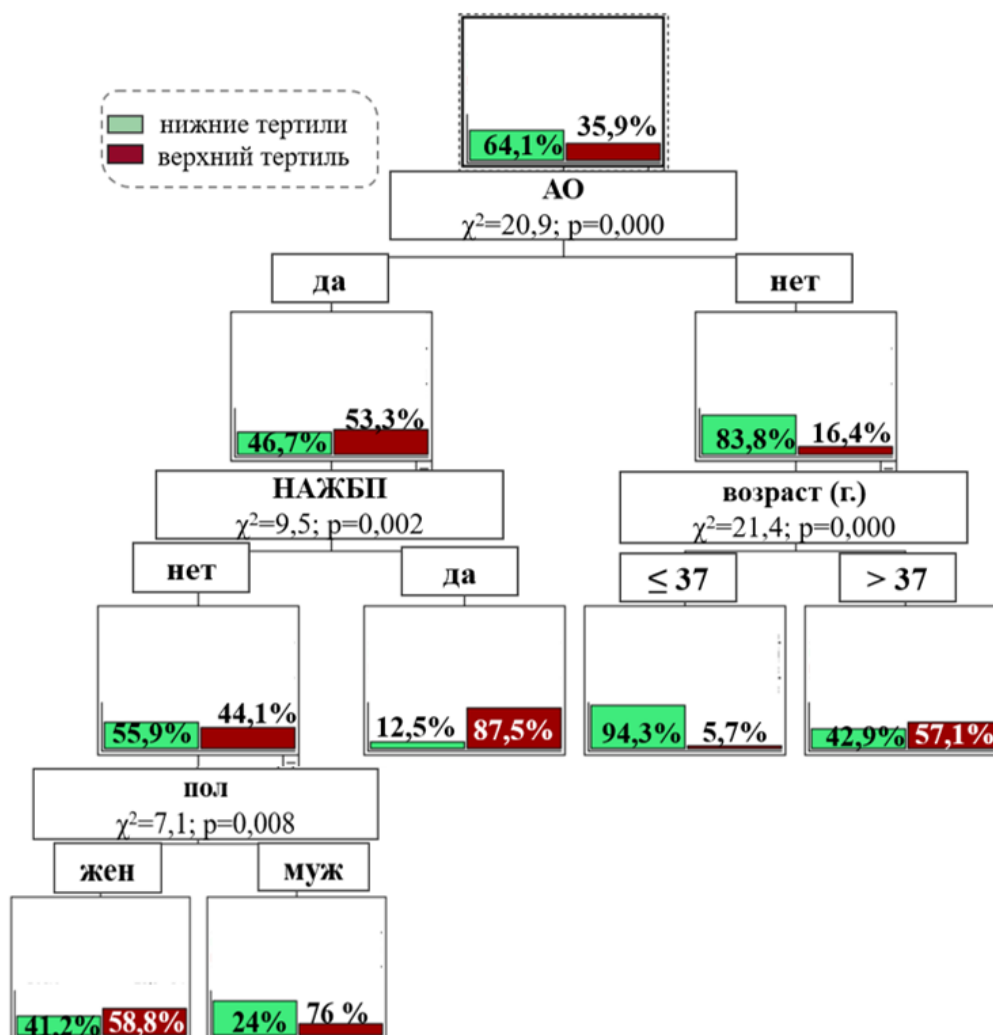 нижние тертили
верхний тертиль
64,1% 35,9%
АО
χ²=20,9; p=0,000
да
нет
46,7% 53,3%
83,8% 16,4%
НАЖБП
χ²=9,5; p=0,002
возраст (г.)
χ²=21,4; p=0,000
нет
да
≤ 37
> 37
55,9% 44,1%
12,5% 87,5%
94,3% 5,7%
42,9% 57,1%
пол
χ²=7,1; p=0,008
жен
муж
41,2% 58,8%
24% 76 %